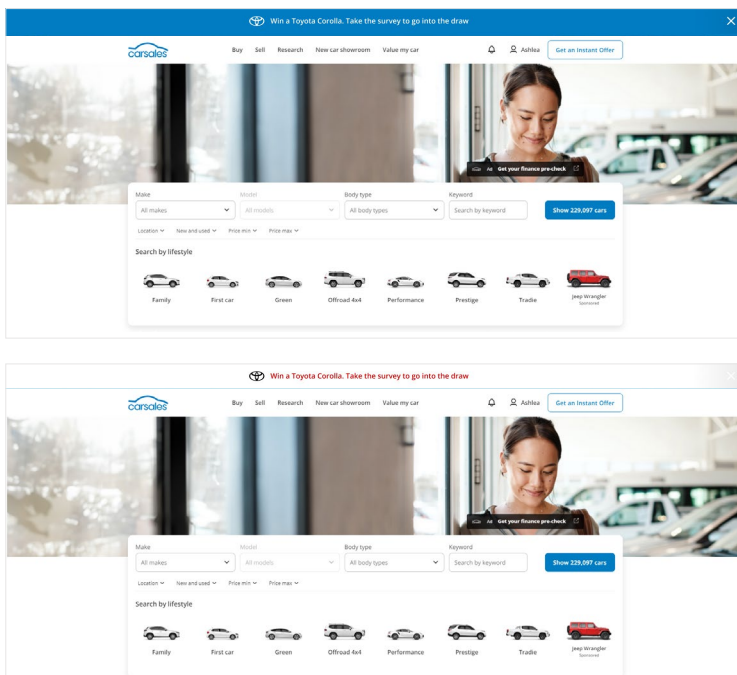 Win a Toyota Corolla. Take the survey to go into the draw
carsales Buy Sell Research New car showroom Value my car Ashlea Get an Instant Offer
Ad Get your finance pre-check
Make Model Body type Keyword
All makes All models All body types Search by keyword Show 229,097 cars
Location New and used Price min Price max
Search by lifestyle
Family First car Green Offroad 4x4 Performance Prestige Tradie Jeep Wrangler
Sponsored
Win a Toyota Corolla. Take the survey to go into the draw
carsales Buy Sell Research New car showroom Value my car Ashlea Get an Instant Offer
Ad Get your finance pre-check
Make Model Body type Keyword
All makes All models All body types Search by keyword Show 229,097 cars
Location New and used Price min Price max
Search by lifestyle
Family First car Green Offroad 4x4 Performance Prestige Tradie Jeep Wrangler
Sponsored